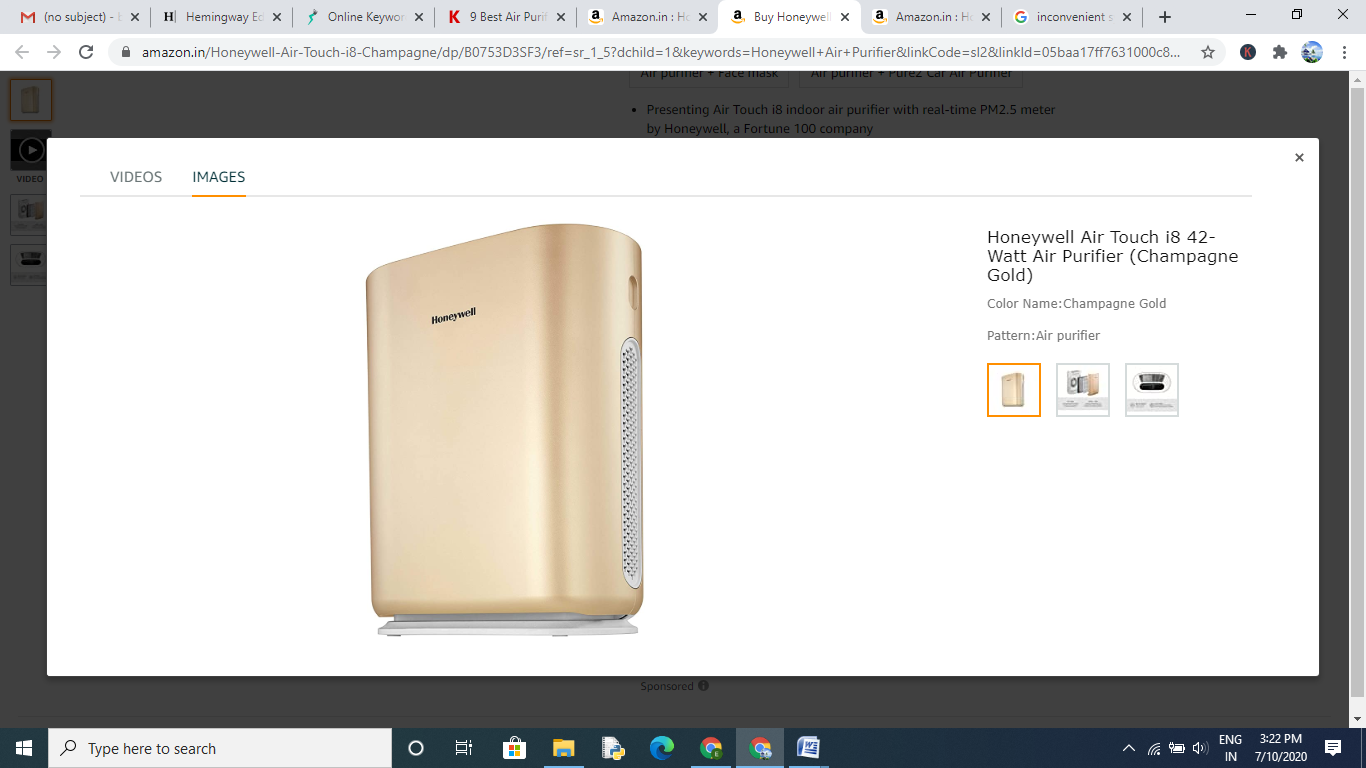 (no subject) - b
Hemingway Ed
Online Keywor
9 Best Air Purif
Amazon.in : Ho
Buy Honeywell
Amazon.in : Ho
inconvenient s
amazon.in/Honeywell-Air-Touch-i8-Champagne/dp/B0753D3SF3/ref=sr_1_5?dchild=1&keywords=Honeywell+Air+Purifier&linkCode=sl2&linkId=05baa17ff7631000c8...
Air purifier + Face mask
Air purifier + Pure2 Car Air Purifier
• Presenting Air Touch i8 indoor air purifier with real-time PM2.5 meter
by Honeywell, a Fortune 100 company
VIDEO
VIDEOS
IMAGES
Honeywell
Honeywell Air Touch i8 42-
Watt Air Purifier (Champagne
Gold)
Color Name:Champagne Gold
Pattern:Air purifier
Sponsored
Type here to search
ENG
IN
3:22 PM
7/10/2020